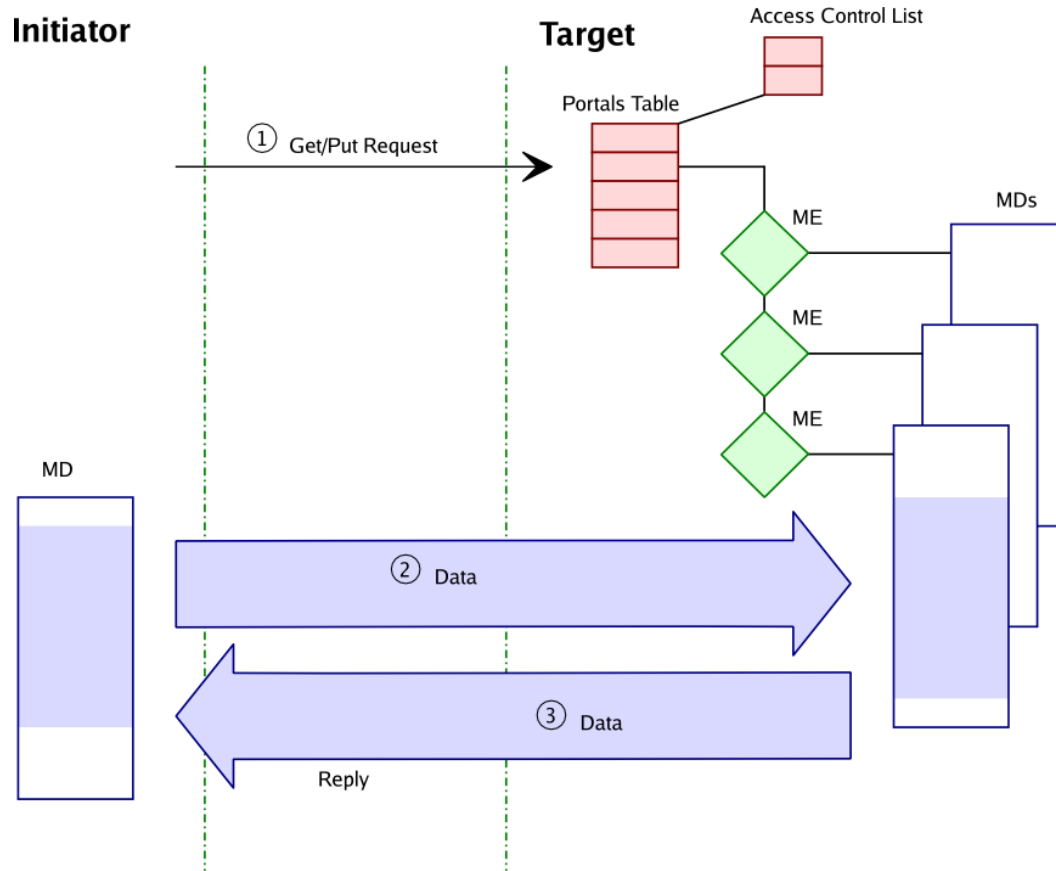 Initiator
Target
Access Control List
Portals Table
1 Get/Put Request
ME
MDs
ME
ME
MD
2 Data
3 Data
Reply